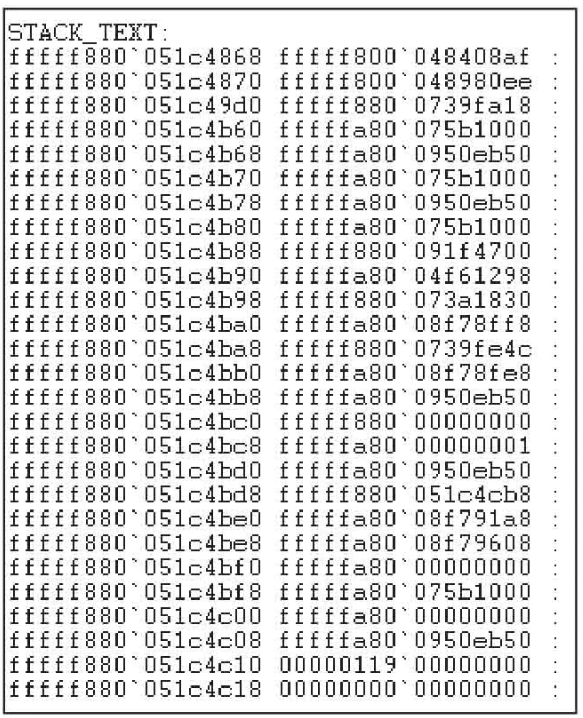 STACK_TEXT:
fffff880`051c4868 fffff800`048408af :
fffff880`051c4870 fffff800`048980ee :
fffff880`051c49d0 fffff880`0739fa18 :
fffff880`051c4b60 fffffa80`075b1000 :
fffff880`051c4b68 fffffa80`0950eb50 :
fffff880`051c4b70 fffffa80`075b1000 :
fffff880`051c4b78 fffffa80`0950eb50 :
fffff880`051c4b80 fffffa80`075b1000 :
fffff880`051c4b88 fffff880`091f4700 :
fffff880`051c4b90 fffffa80`04f61298 :
fffff880`051c4b98 fffff880`073a1830 :
fffff880`051c4ba0 fffffa80`08f78ff8 :
fffff880`051c4ba8 fffff880`0739fe4c :
fffff880`051c4bb0 fffffa80`08f78fe8 :
fffff880`051c4bb8 fffffa80`0950eb50 :
fffff880`051c4bc0 fffff880`00000000 :
fffff880`051c4bc8 fffffa80`00000001 :
fffff880`051c4bd0 fffffa80`0950eb50 :
fffff880`051c4bd8 fffff880`051c4cb8 :
fffff880`051c4be0 fffffa80`08f791a8 :
fffff880`051c4be8 fffffa80`08f79608 :
fffff880`051c4bf0 fffffa80`00000000 :
fffff880`051c4bf8 fffffa80`075b1000 :
fffff880`051c4c00 fffffa80`00000000 :
fffff880`051c4c08 fffffa80`0950eb50 :
fffff880`051c4c10 00000119`00000000 :
fffff880`051c4c18 00000000`00000000 :